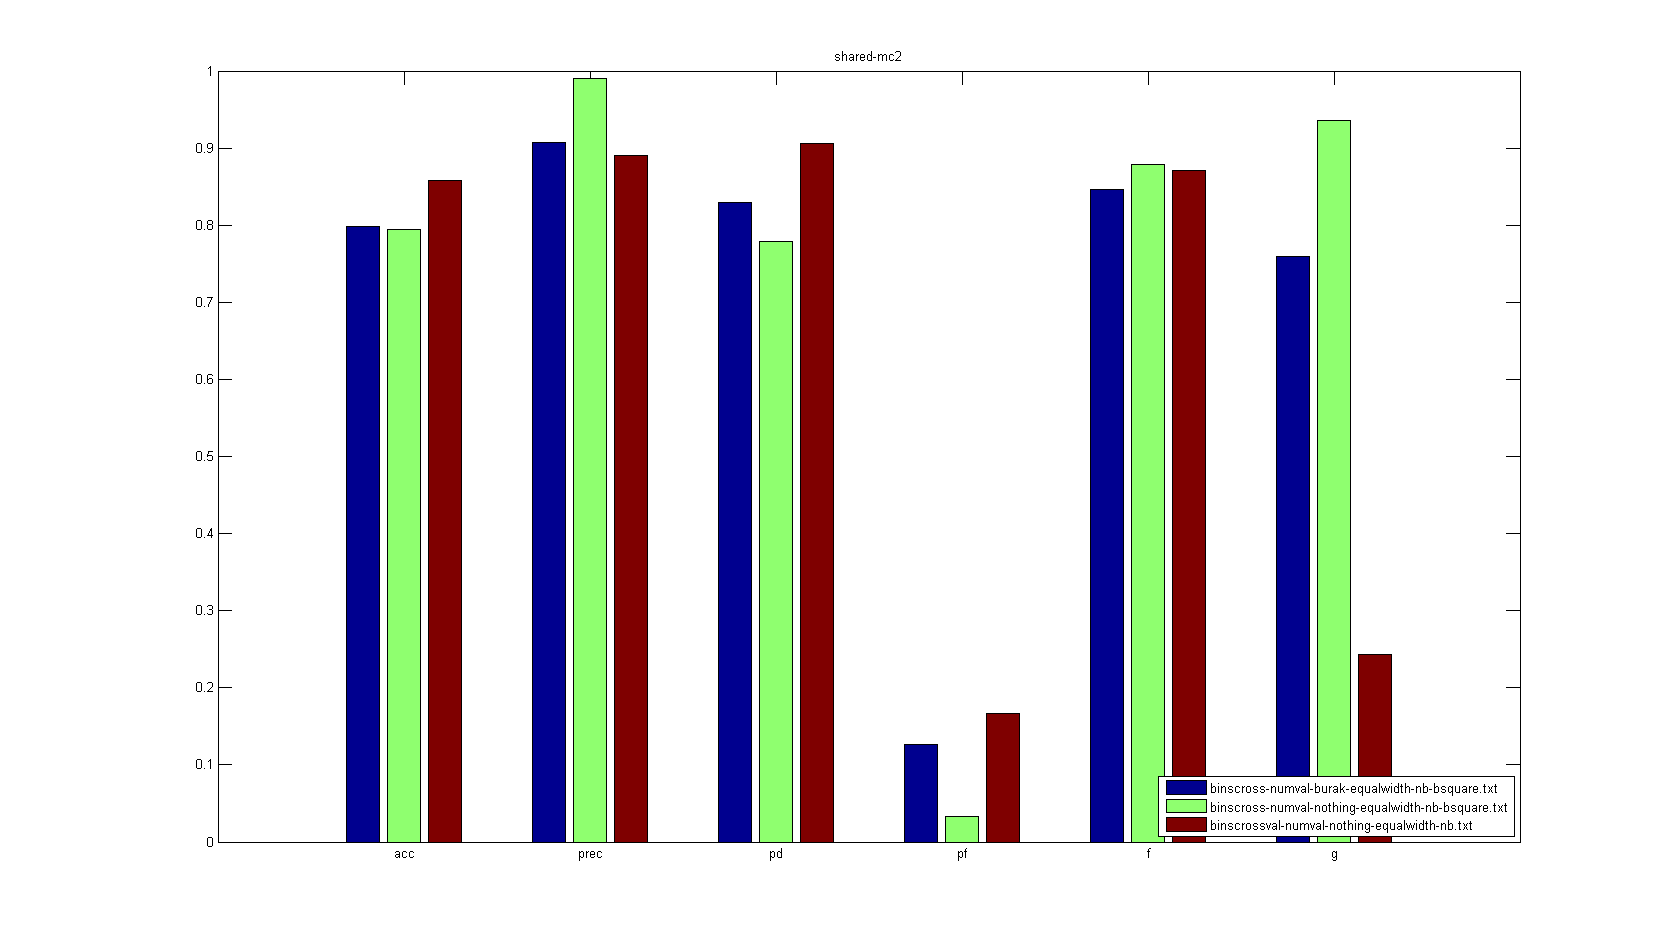 shared-mc2
1
0.9
0.8
0.7
0.6
0.5
0.4
0.3
0.2
0.1
0
acc prec pd pf f g
binscross-numval-burak-equalwidth-nb-bsquare.txt
binscross-numval-nothing-equalwidth-nb-bsquare.txt
binscrossval-numval-nothing-equalwidth-nb.txt